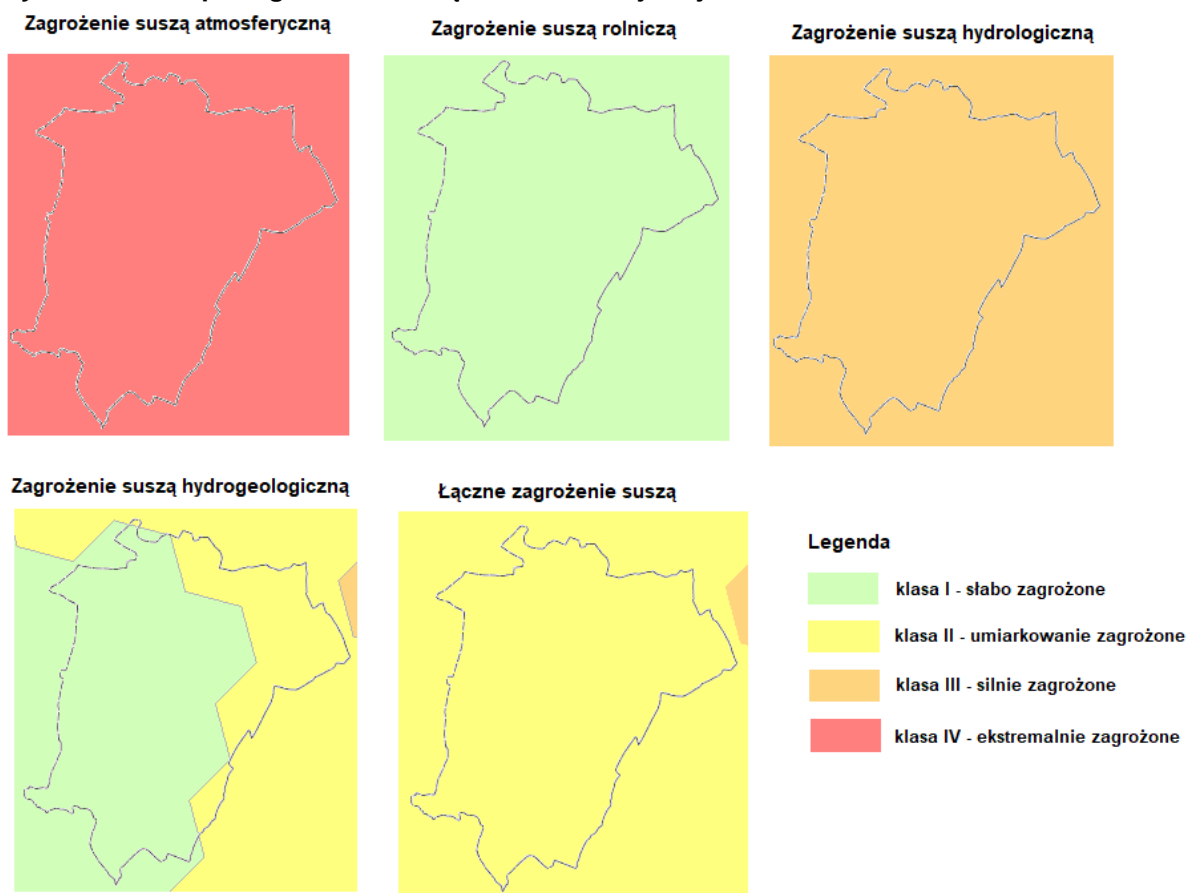 Zagrożenie suszą atmosferyczną
Zagrożenie suszą rolniczą
Zagrożenie suszą hydrologiczną
Zagrożenie suszą hydrogeologiczną
Łączne zagrożenie suszą
Legenda
klasa I - słabo zagrożone
klasa II - umiarkowanie zagrożone
klasa III - silnie zagrożone
klasa IV - ekstremalnie zagrożone